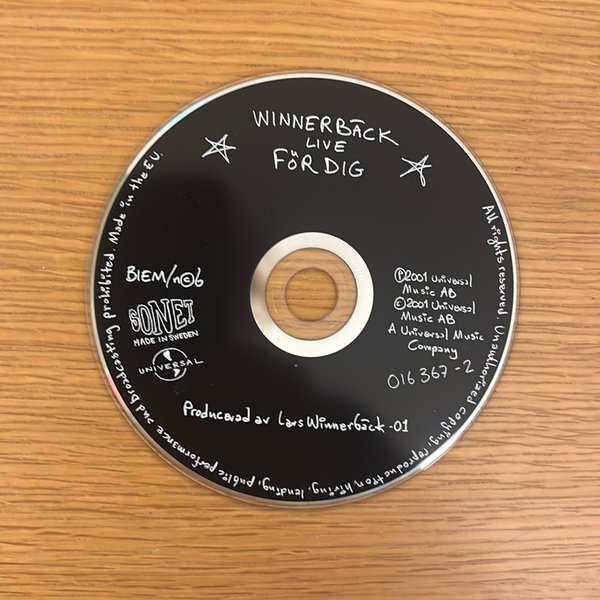 WINNERBÄCK
LIVE
FÖR DIG
BIEM/n©b
SONET
MADE IN SWEDEN
UNIVERSAL
℗2001 Universal
Music AB
©2001 Universal
Music AB
A Universal Music
Company
016 367-2
Producerad av Lars Winnerbäck -01
All rights reserved. Unauthorized copying, reproduction, hiring, lending, public performance and broadcasting prohibited. Made in the EU.